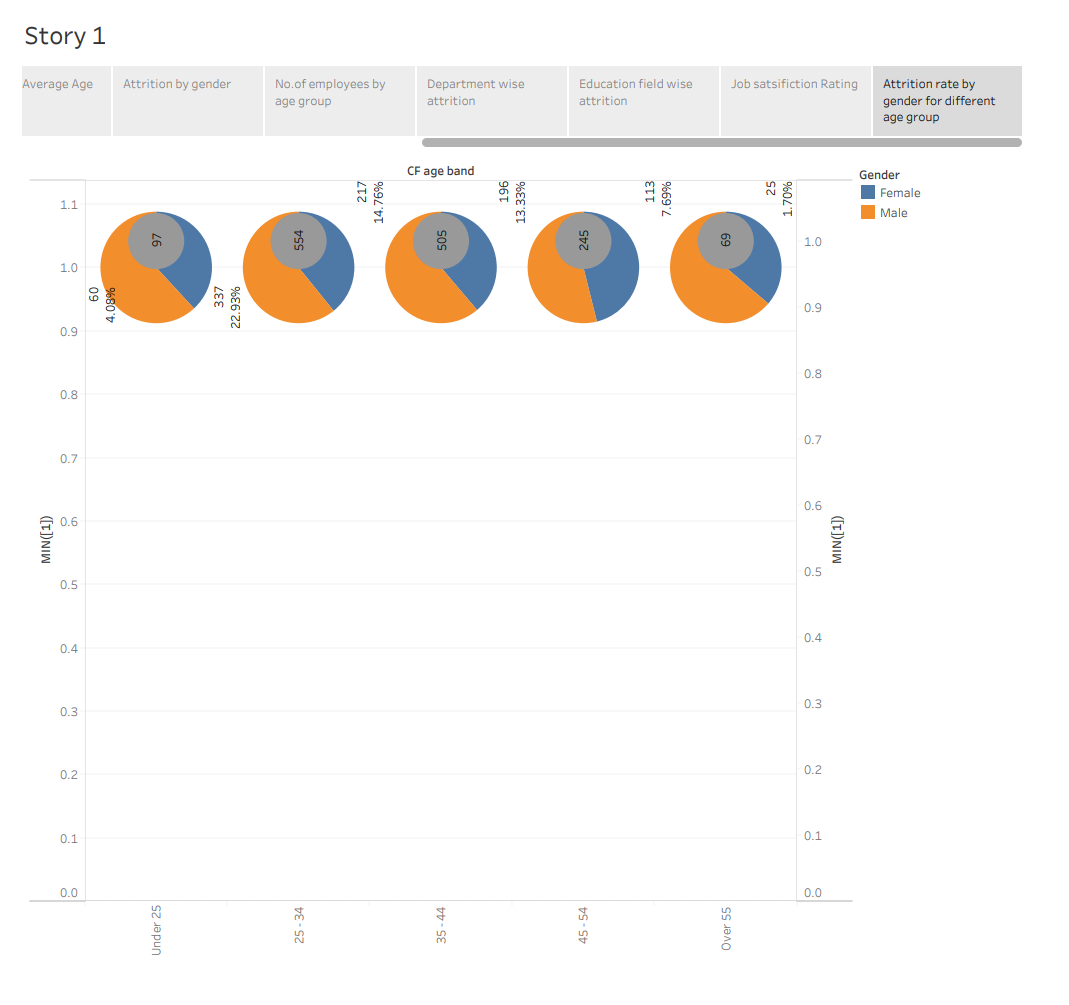 Story 1
Average Age
Attrition by gender
No.of employees by
age group
Department wise
attrition
Education field wise
attrition
Job satsifiction Rating
Attrition rate by
gender for different
age group
CF age band
Gender
Female
Male
217
14.76%
196
13.33%
113
7.69%
25
1.70%
97
554
505
245
69
60
4.08%
337
22.93%
1.1
1.0
0.9
0.8
0.7
0.6
0.5
0.4
0.3
0.2
0.1
0.0
MIN([1])
1.0
0.9
0.8
0.7
0.6
0.5
0.4
0.3
0.2
0.1
0.0
MIN([1])
Under 25
25 - 34
35 - 44
45 - 54
Over 55